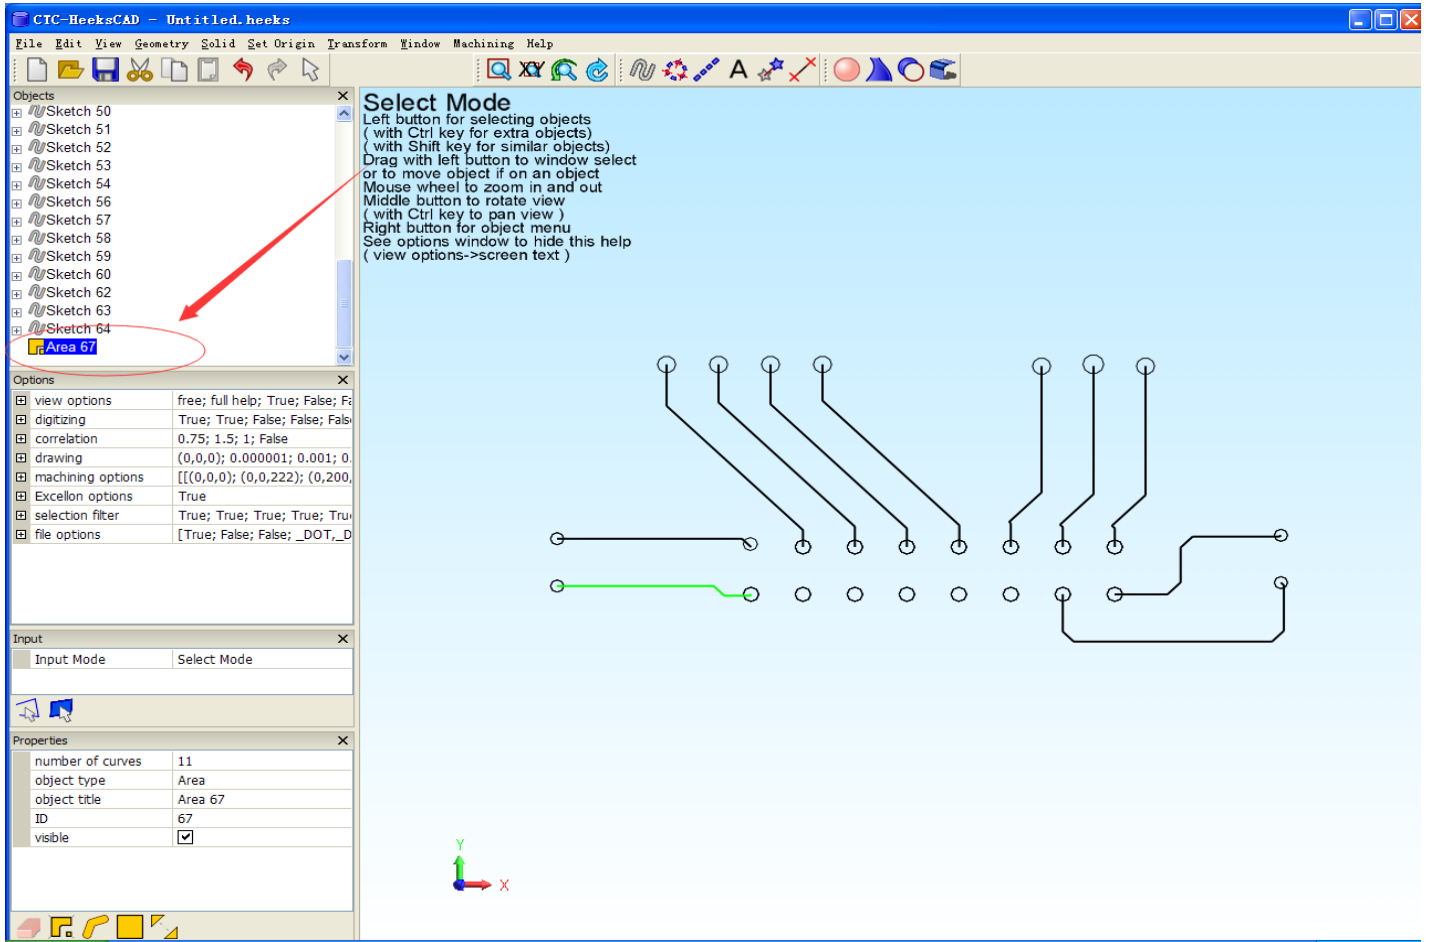 CTC-HeeksCAD - Untitled.heeks
File Edit View Geometry Solid Set Origin Transform Window Machining Help
Objects
Sketch 50
Sketch 51
Sketch 52
Sketch 53
Sketch 54
Sketch 56
Sketch 57
Sketch 58
Sketch 59
Sketch 60
Sketch 62
Sketch 63
Sketch 64
Area 67
Options
view options free; full help; True; False; Fa
digitizing True; True; False; False; Fals
correlation 0.75; 1.5; 1; False
drawing (0,0,0); 0.000001; 0.001; 0.
machining options [[(0,0,0); (0,0,222); (0,200,
Excellon options True
selection filter True; True; True; True; Tru
file options [True; False; False; _DOT,_D
Input
Input Mode Select Mode
Properties
number of curves 11
object type Area
object title Area 67
ID 67
visible
Select Mode
Left button for selecting objects
( with Ctrl key for extra objects)
( with Shift key for similar objects)
Drag with left button to window select
or to move object if on an object
Mouse wheel to zoom in and out
Middle button to rotate view
( with Ctrl key to pan view )
Right button for object menu
See options window to hide this help
( view options->screen text )
Y
X